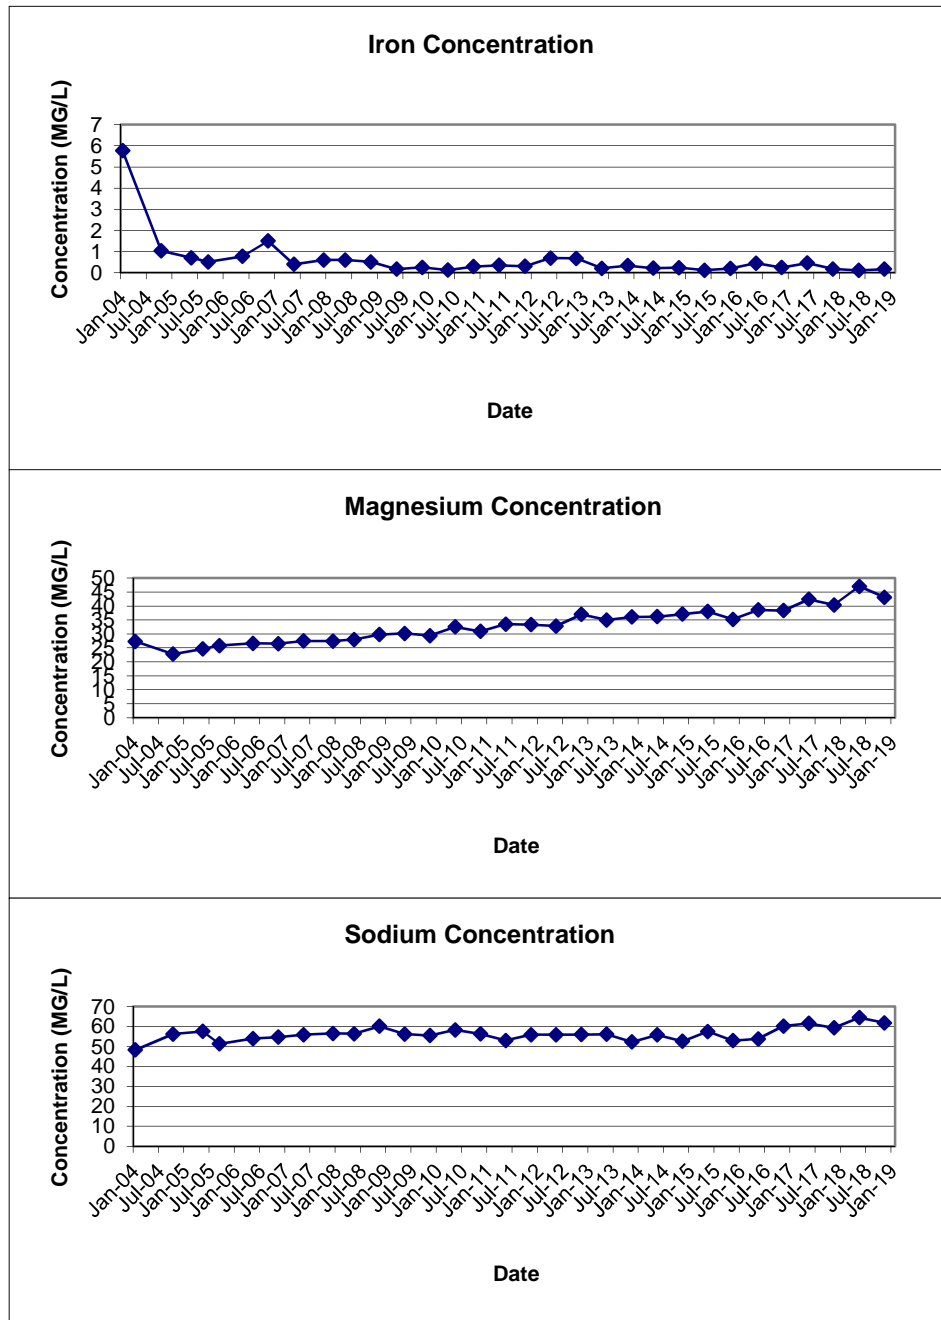 Iron Concentration
Concentration (MG/L)
7
6
5
4
3
2
1
0
Jan-04
Jul-04
Jan-05
Jul-05
Jan-06
Jul-06
Jan-07
Jul-07
Jan-08
Jul-08
Jan-09
Jul-09
Jan-10
Jul-10
Jan-11
Jul-11
Jan-12
Jul-12
Jan-13
Jul-13
Jan-14
Jul-14
Jan-15
Jul-15
Jan-16
Jul-16
Jan-17
Jul-17
Jan-18
Jul-18
Jan-19
Date
Magnesium Concentration
Concentration (MG/L)
50
45
40
35
30
25
20
15
10
5
0
Jan-04
Jul-04
Jan-05
Jul-05
Jan-06
Jul-06
Jan-07
Jul-07
Jan-08
Jul-08
Jan-09
Jul-09
Jan-10
Jul-10
Jan-11
Jul-11
Jan-12
Jul-12
Jan-13
Jul-13
Jan-14
Jul-14
Jan-15
Jul-15
Jan-16
Jul-16
Jan-17
Jul-17
Jan-18
Jul-18
Jan-19
Date
Sodium Concentration
Concentration (MG/L)
70
60
50
40
30
20
10
0
Jan-04
Jul-04
Jan-05
Jul-05
Jan-06
Jul-06
Jan-07
Jul-07
Jan-08
Jul-08
Jan-09
Jul-09
Jan-10
Jul-10
Jan-11
Jul-11
Jan-12
Jul-12
Jan-13
Jul-13
Jan-14
Jul-14
Jan-15
Jul-15
Jan-16
Jul-16
Jan-17
Jul-17
Jan-18
Jul-18
Jan-19
Date